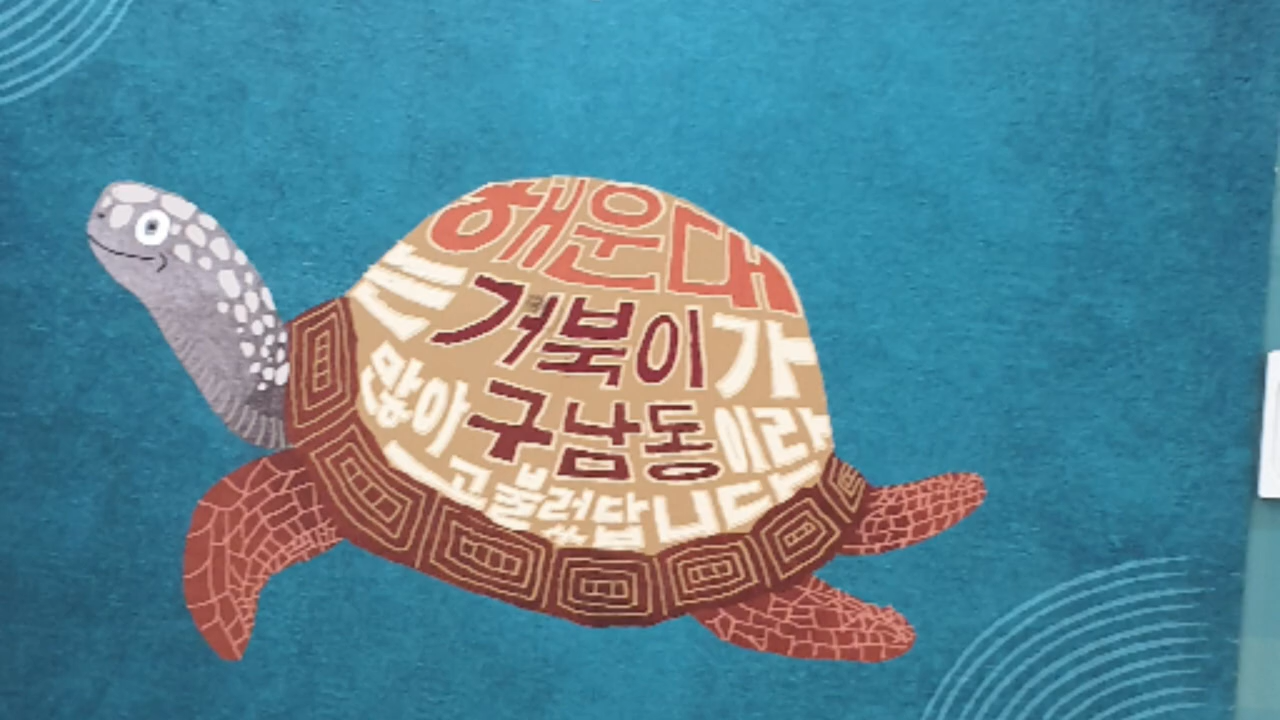 해운대
는 거북이가
많아 구남동이라
고 불렀답니다